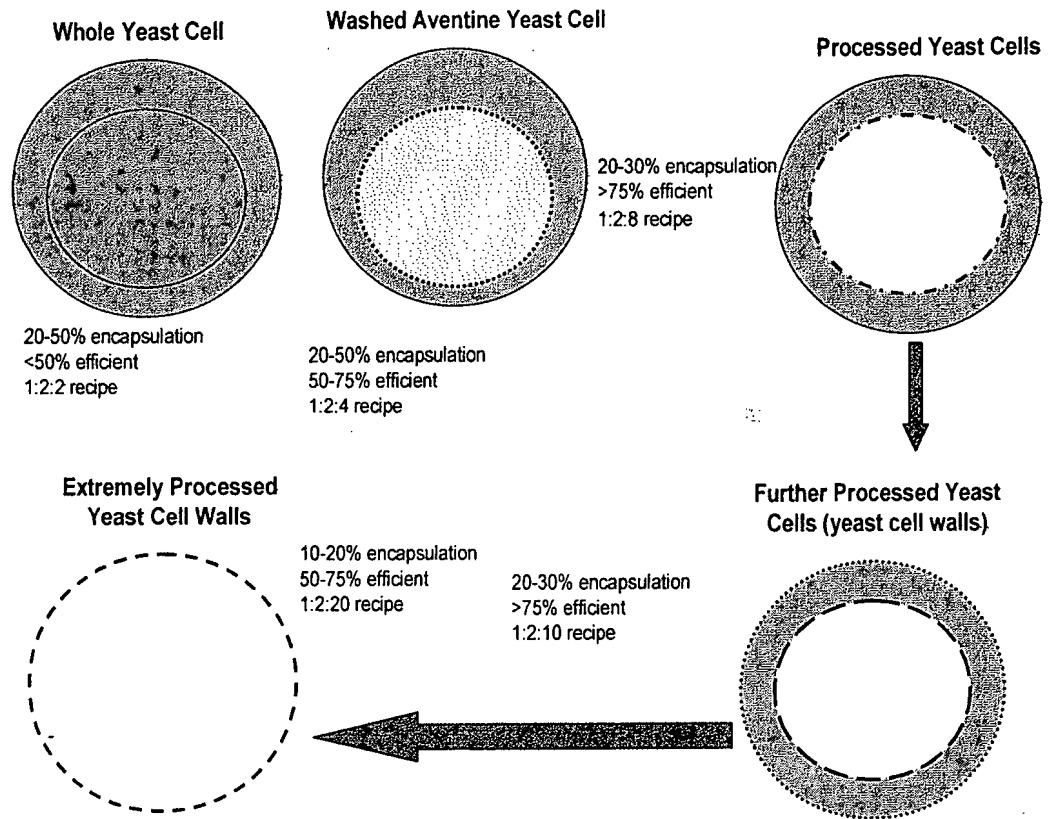 Whole Yeast Cell
20-50% encapsulation
<50% efficient
1:2:2 recipe
Washed Aventine Yeast Cell
20-50% encapsulation
50-75% efficient
1:2:4 recipe
Processed Yeast Cells
20-30% encapsulation
>75% efficient
1:2:8 recipe
Extremely Processed
Yeast Cell Walls
10-20% encapsulation
50-75% efficient
1:2:20 recipe
Further Processed Yeast
Cells (yeast cell walls)
20-30% encapsulation
>75% efficient
1:2:10 recipe